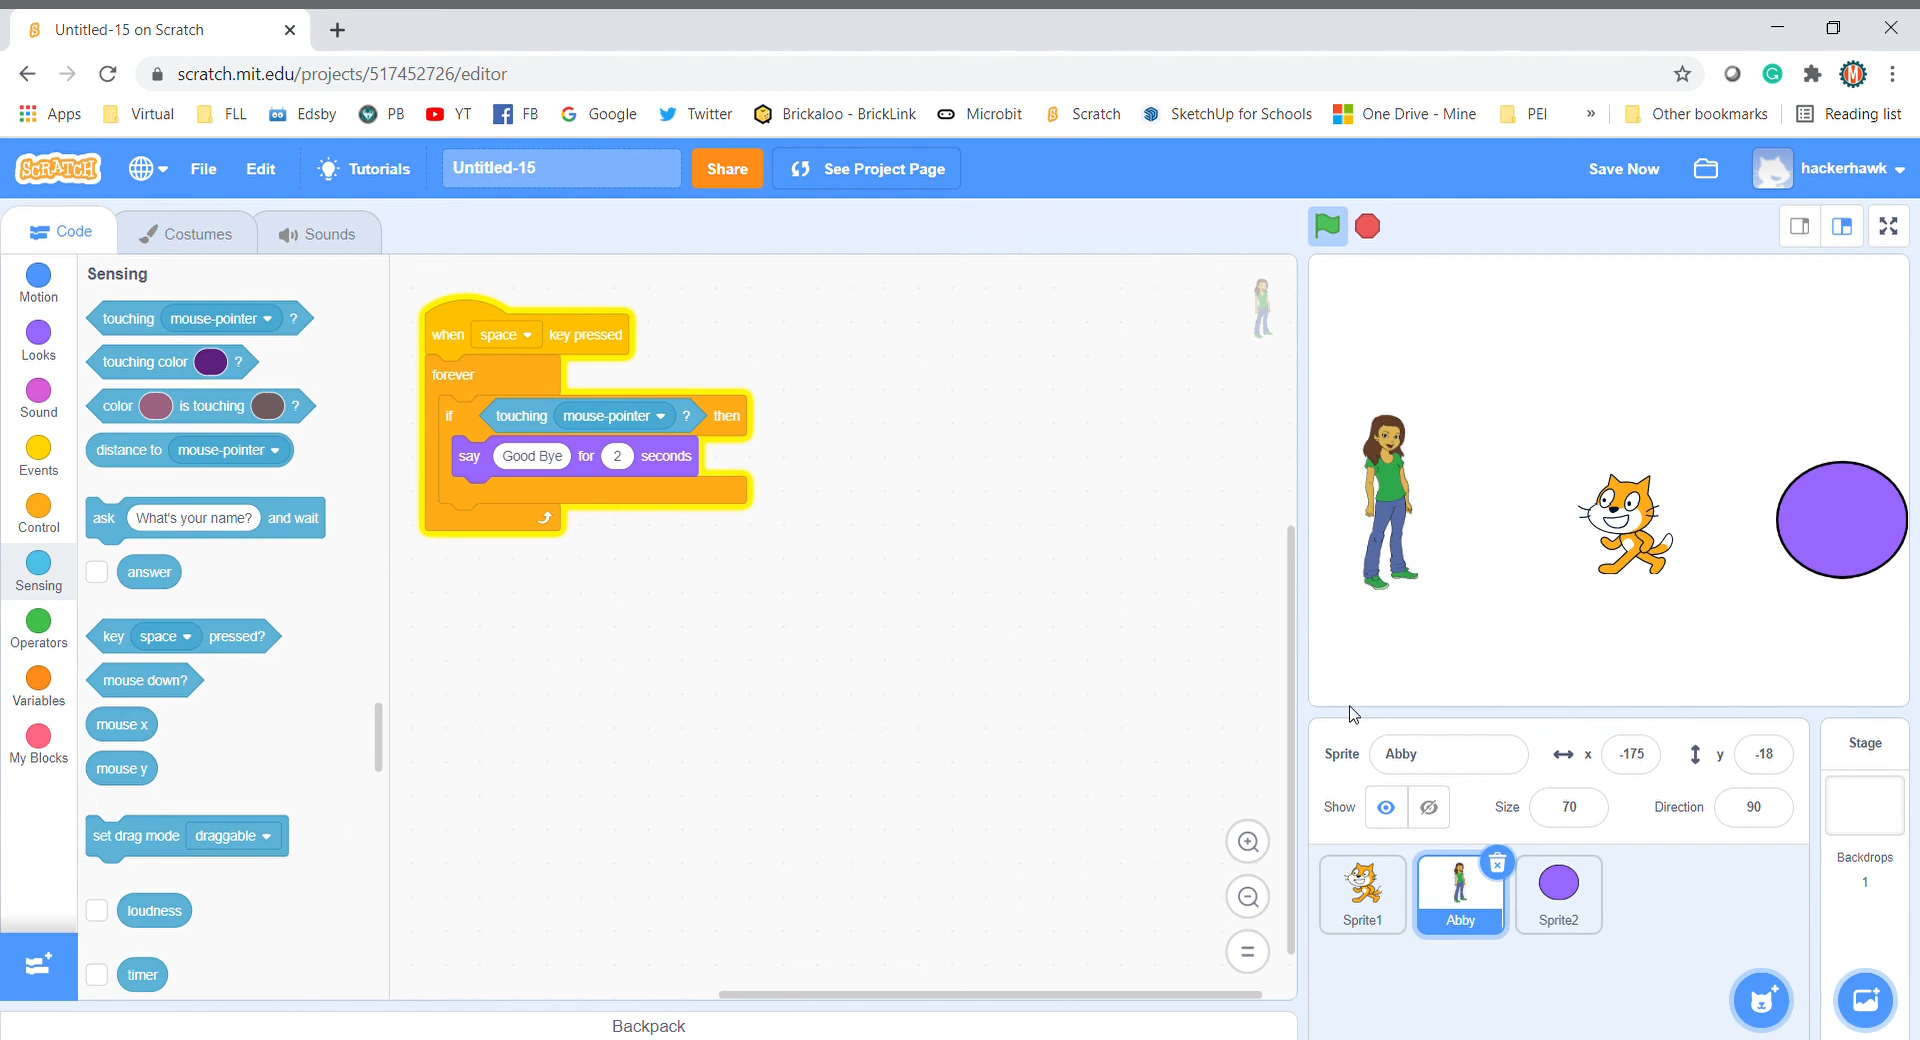 Untitled-15 on Scratch
scratch.mit.edu/projects/517452726/editor
Apps Virtual FLL Edsby PB YT FB Google Twitter Brickaloo - BrickLink Microbit Scratch SketchUp for Schools One Drive - Mine PEI » Other bookmarks Reading list
SCRATCH File Edit Tutorials Untitled-15 Share See Project Page Save Now hackerhawk
Code Costumes Sounds
Motion
Looks
Sound
Events
Control
Sensing
Operators
Variables
My Blocks
Sensing
touching mouse-pointer ?
touching color ?
color is touching ?
distance to mouse-pointer
ask What's your name? and wait
answer
key space pressed?
mouse down?
mouse x
mouse y
set drag mode draggable
loudness
timer
when space key pressed
forever
if touching mouse-pointer ? then
say Good Bye for 2 seconds
Backpack
Sprite Abby x -175 y -18
Show Size 70 Direction 90
Sprite1 Abby Sprite2
Stage
Backdrops
1